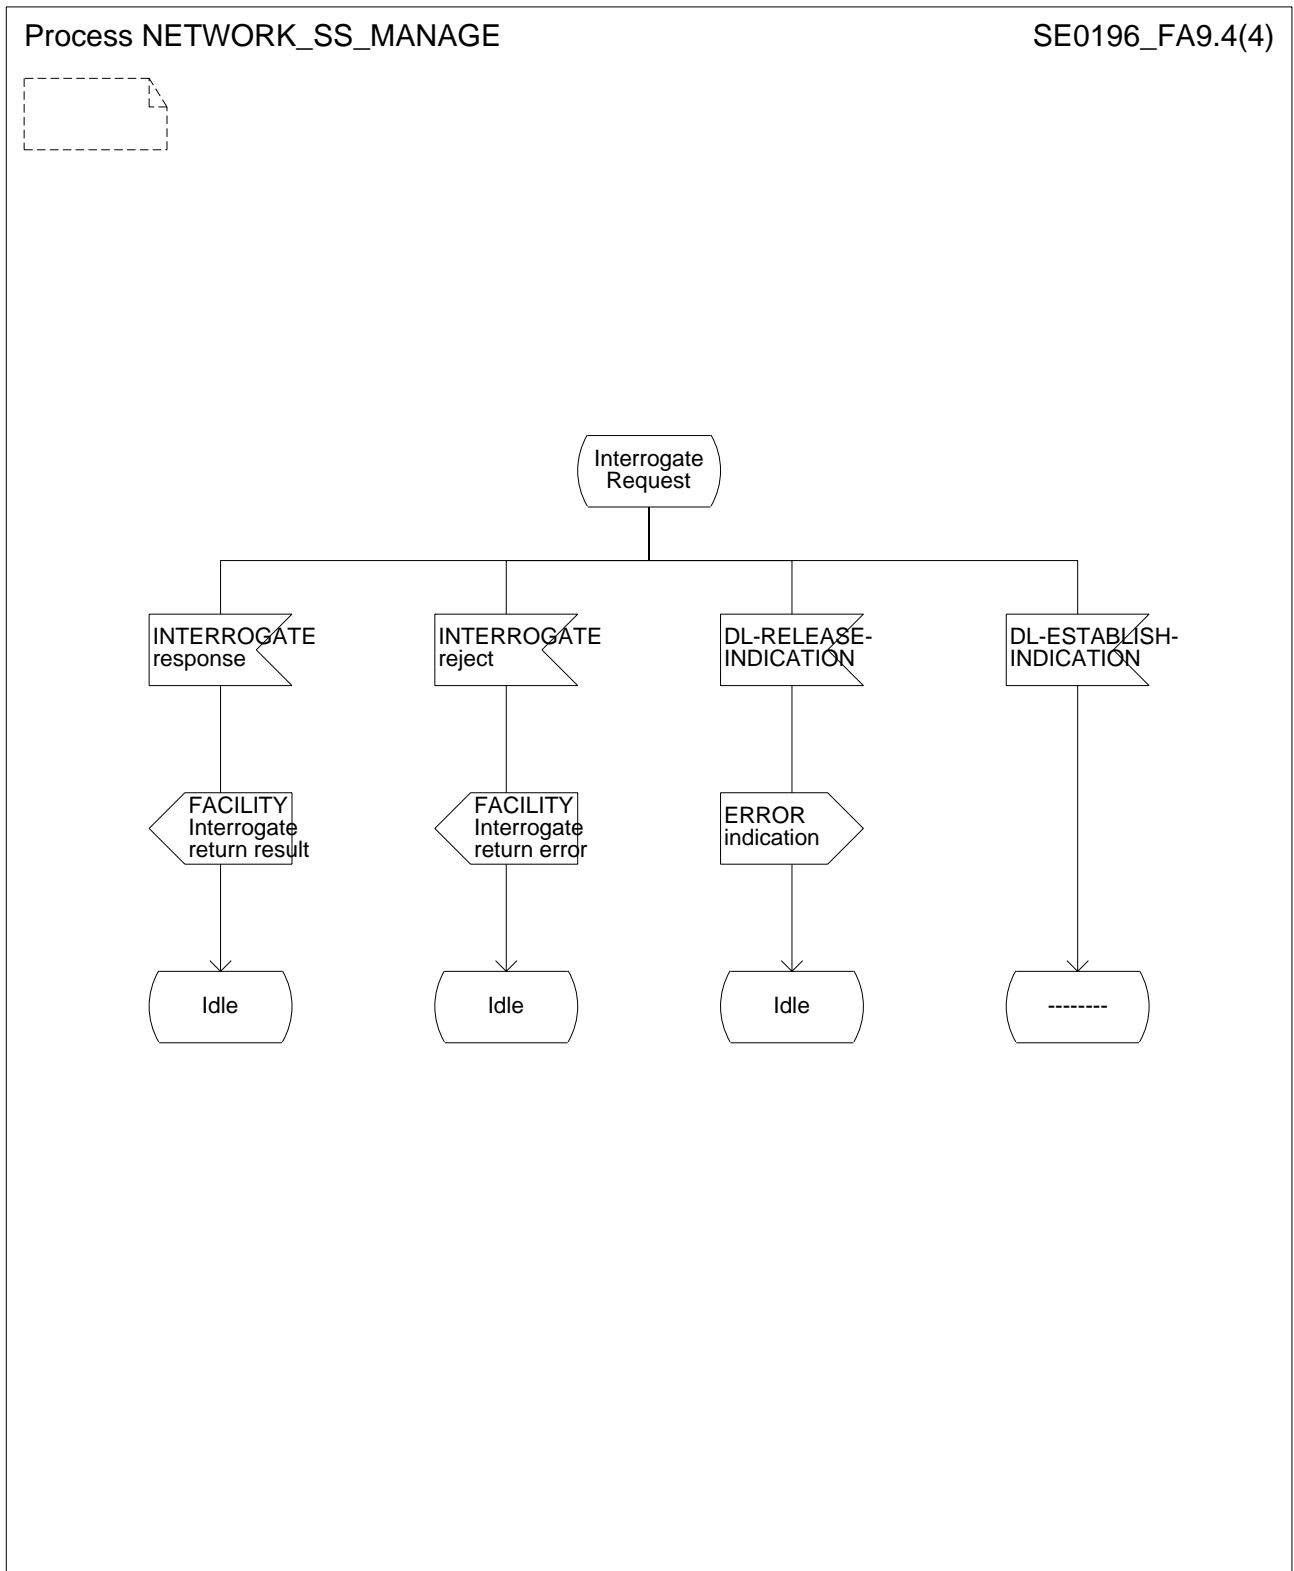 Process NETWORK_SS_MANAGE
SE0196_FA9.4(4)
Interrogate
Request
INTERROGATE
response
INTERROGATE
reject
DL-RELEASE-
INDICATION
DL-ESTABLISH-
INDICATION
FACILITY
Interrogate
return result
FACILITY
Interrogate
return error
ERROR
indication
Idle
Idle
Idle
--------